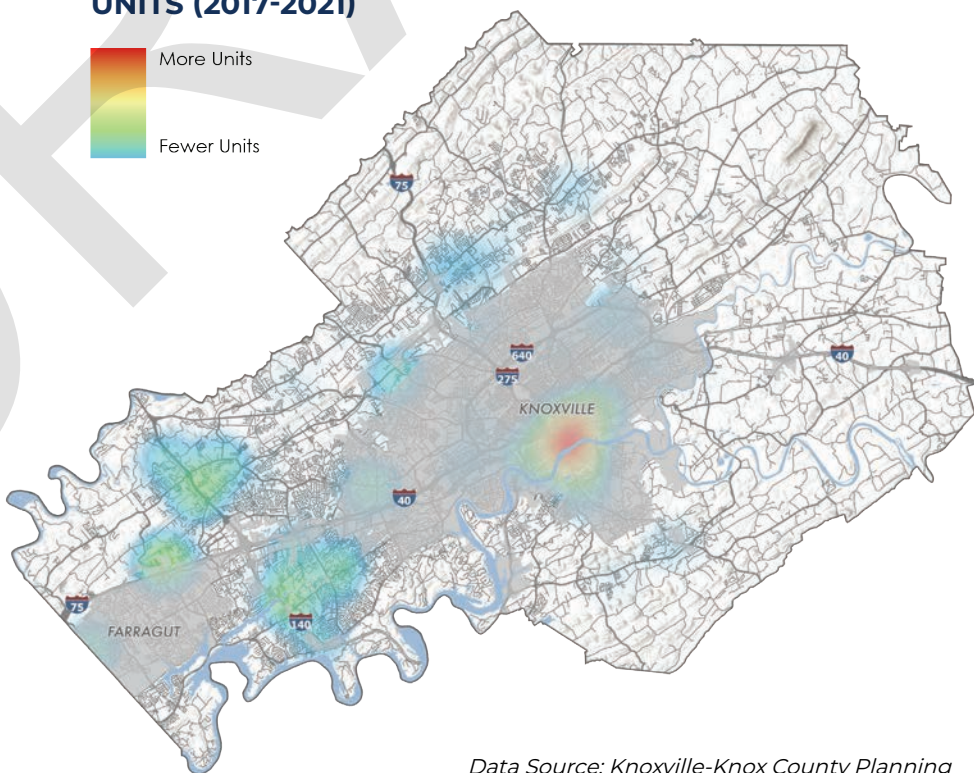 UNITS (2017-2021)
More Units
Fewer Units
75
640
275
40
KNOXVILLE
40
75
FARRAGUT
140
Data Source: Knoxville-Knox County Planning